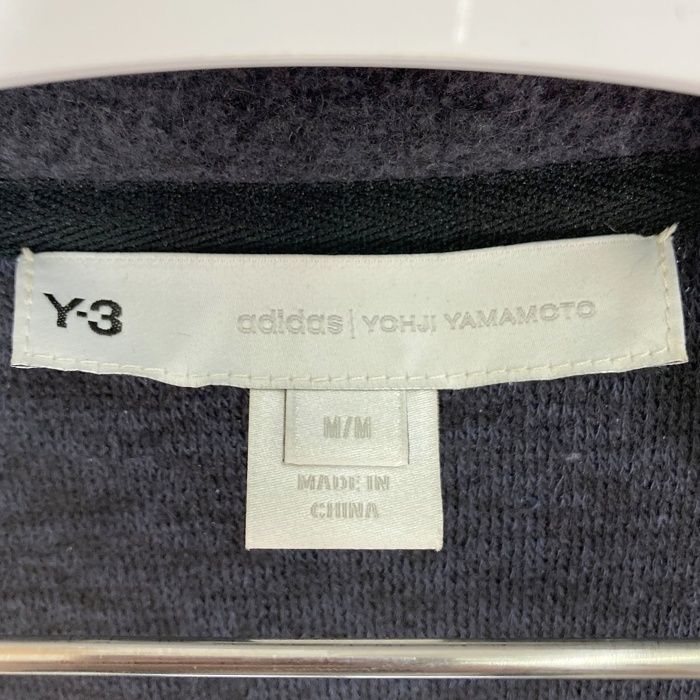 Y-3 adidas | YOHJI YAMAMOTO
M/M
MADE IN
CHINA